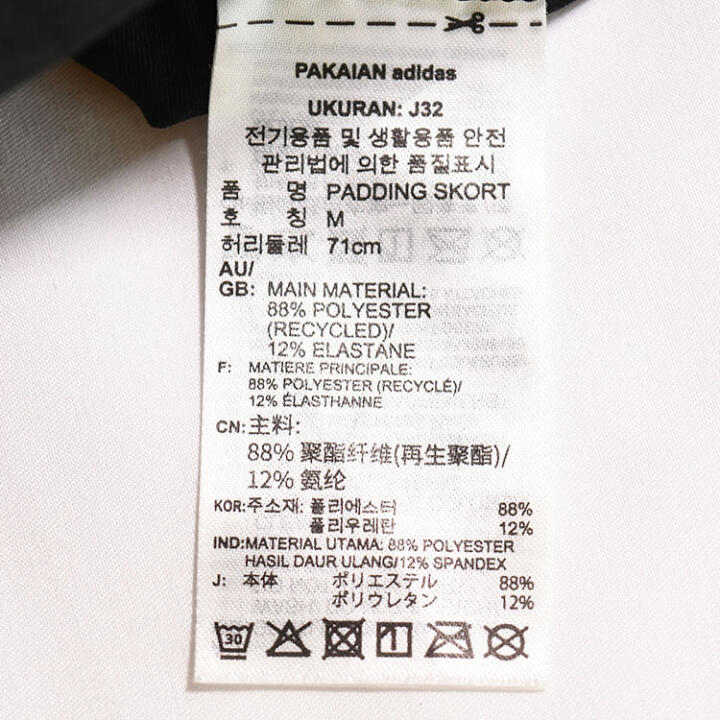 PAKAIAN adidas
UKURAN: J32
전기용품 및 생활용품 안전
관리법에 의한 품질표시
품 명 PADDING SKORT
호 칭 M
허리둘레 71cm
AU/
GB: MAIN MATERIAL:
88% POLYESTER
(RECYCLED)/
12% ELASTANE
F: MATIERE PRINCIPALE:
88% POLYESTER (RECYCLÉ)/
12% ÉLASTHANNE
CN: 主料:
88% 聚酯纤维(再生聚酯)/
12% 氨纶
KOR: 주소재: 폴리에스터 88%
폴리우레탄 12%
IND: MATERIAL UTAMA: 88% POLYESTER
HASIL DAUR ULANG/12% SPANDEX
J: 本体 ポリエステル 88%
ポリウレタン 12%
30